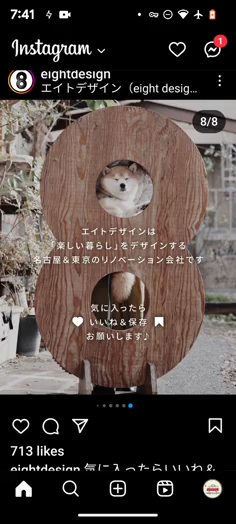 7:41
Instagram
1
8
eightdesign
エイトデザイン (eight desig...
8/8
エイトデザインは
「楽しい暮らし」をデザインする
名古屋&東京のリノベーション会社です
気に入ったら
いいね&保存
お願いします♪
713 likes
eightdesign 気に入ったらいいね&